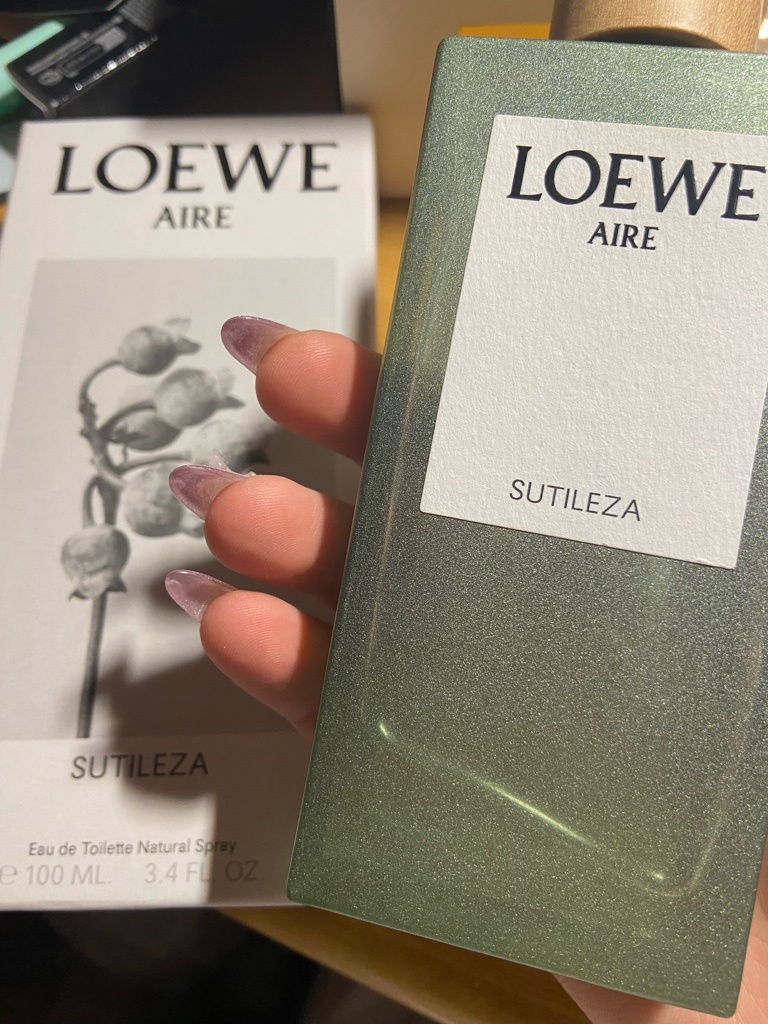 LOEWE
AIRE
SUTILEZA
Eau de Toilette Natural Spray
e 100 ML. 3.4 FL. OZ.
LOEWE
AIRE
SUTILEZA